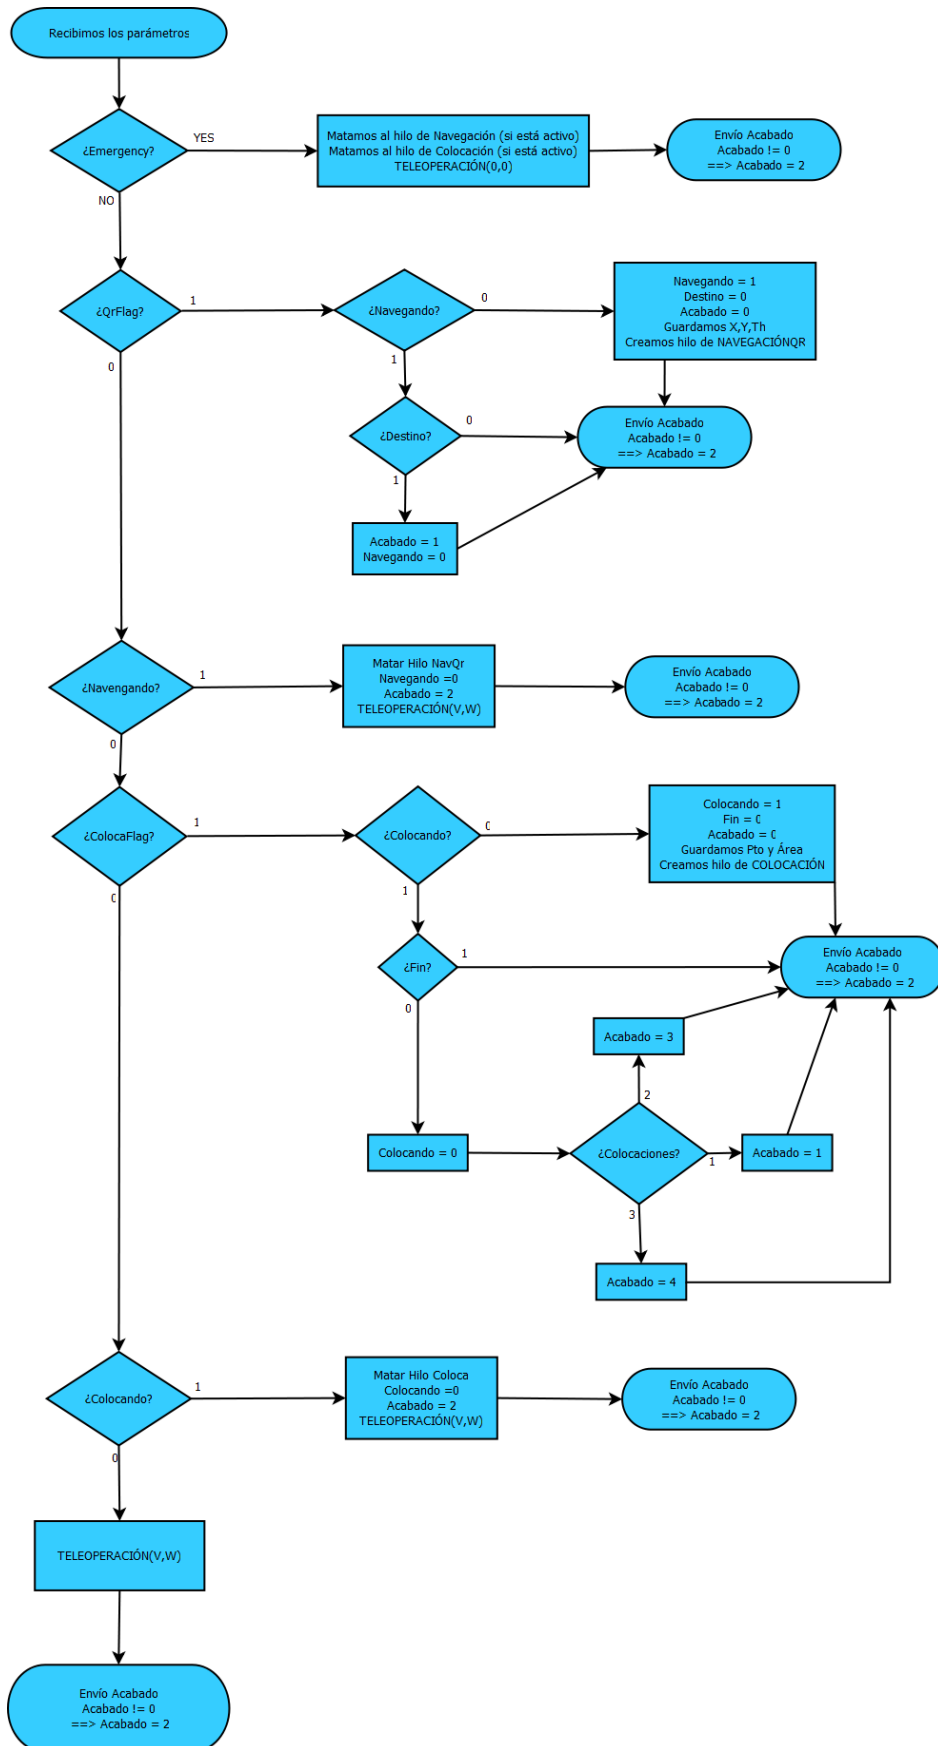 Recibimos los parámetros
¿Emergency?
YES
Matamos al hilo de Navegación (si está activo)
Matamos al hilo de Colocación (si está activo)
TELEOPERACIÓN(0,0)
Envío Acabado
Acabado != 0
==> Acabado = 2
NO
¿QrFlag?
1
¿Navegando?
0
Navegando = 1
Destino = 0
Acabado = 0
Guardamos X,Y,Th
Creamos hilo de NAVEGACIÓNQR
0
1
¿Destino?
0
Envío Acabado
Acabado != 0
==> Acabado = 2
1
Acabado = 1
Navegando = 0
¿Navengando?
1
Matar Hilo NavQr
Navegando =0
Acabado = 2
TELEOPERACIÓN(V,W)
Envío Acabado
Acabado != 0
==> Acabado = 2
0
¿ColocaFlag?
1
¿Colocando?
0
Colocando = 1
Fin = 0
Acabado = 0
Guardamos Pto y Área
Creamos hilo de COLOCACIÓN
0
1
¿Fin?
1
Envío Acabado
Acabado != 0
==> Acabado = 2
0
Acabado = 3
2
Colocando = 0
¿Colocaciones?
1
Acabado = 1
3
Acabado = 4
¿Colocando?
1
Matar Hilo Coloca
Colocando =0
Acabado = 2
TELEOPERACIÓN(V,W)
Envío Acabado
Acabado != 0
==> Acabado = 2
0
TELEOPERACIÓN(V,W)
Envío Acabado
Acabado != 0
==> Acabado = 2